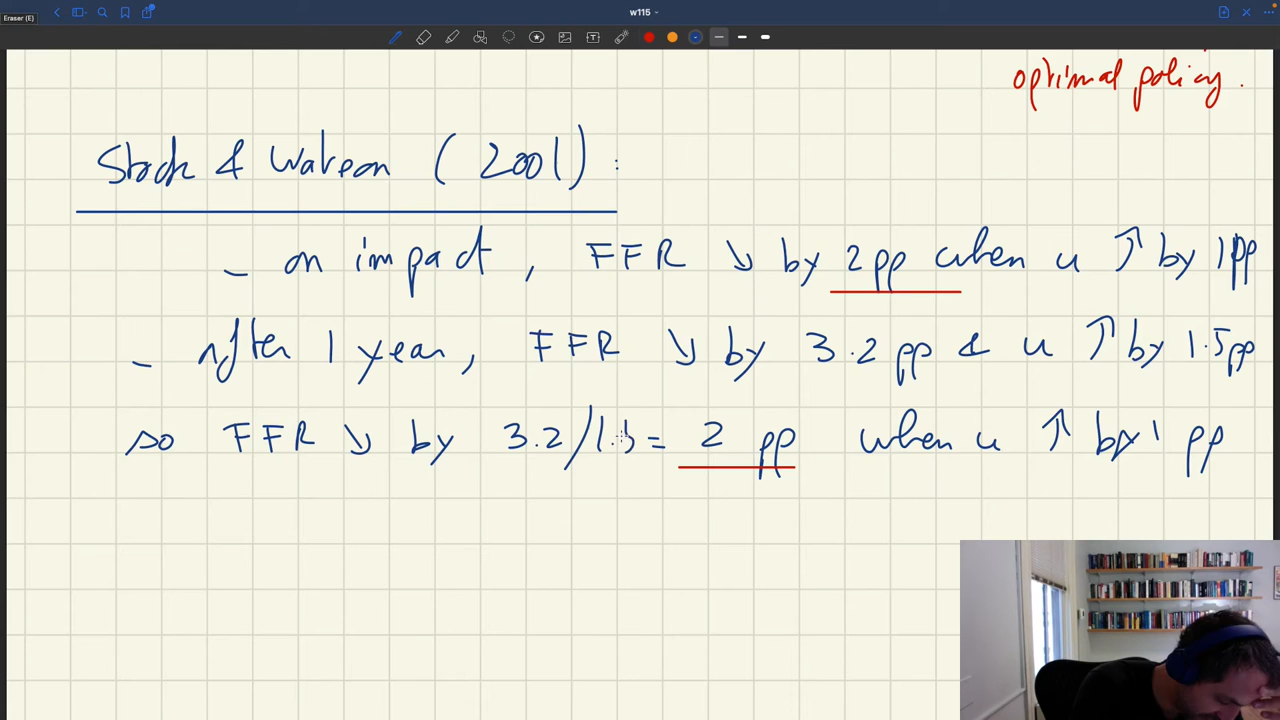 Eraser (E)
w115
optimal policy.
Stock & Watson (2001):
- on impact, FFR ↘ by 2pp when u ↗ by 1pp
- after 1 year, FFR ↘ by 3.2 pp & u ↗ by 1.5pp
so FFR ↘ by 3.2/1.5 = 2 pp when u ↗ by 1 pp